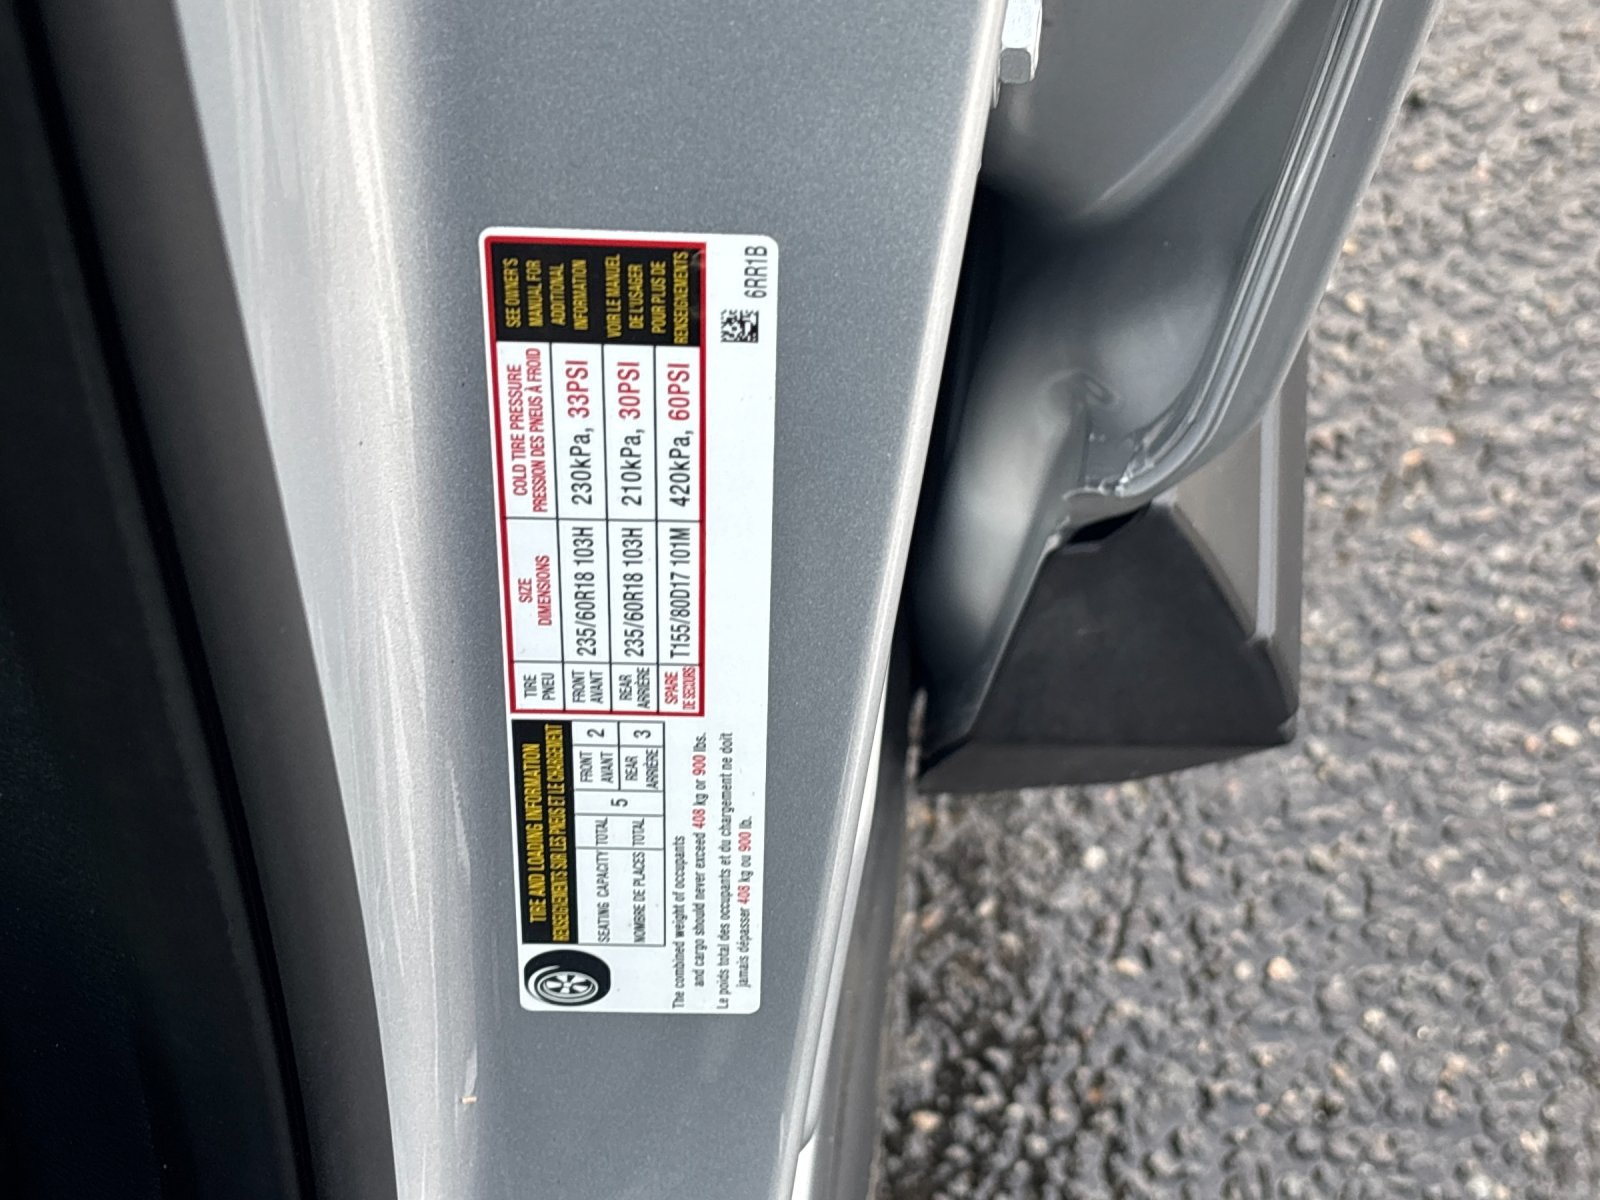 TIRE AND LOADING INFORMATION
RENSEIGNEMENTS SUR LES PNEUS ET LE CHARGEMENT
SEATING CAPACITY
NOMBRE DE PLACES
TOTAL
TOTAL
5
FRONT
AVANT
2
REAR
ARRIÈRE
3
The combined weight of occupants
and cargo should never exceed 408 kg or 900 lbs.
Le poids total des occupants et du chargement ne doit
jamais dépasser 408 kg ou 900 lb.
TIRE
PNEU
SIZE
DIMENSIONS
COLD TIRE PRESSURE
PRESSION DES PNEUS À FROID
FRONT
AVANT
235/60R18 103H
230kPa, 33PSI
REAR
ARRIÈRE
235/60R18 103H
210kPa, 30PSI
SPARE
DE SECOURS
T155/80D17 101M
420kPa, 60PSI
SEE OWNER'S
MANUAL FOR
ADDITIONAL
INFORMATION
VOIR LE MANUEL
DE L'USAGER
POUR PLUS DE
RENSEIGNEMENTS
6RR1B